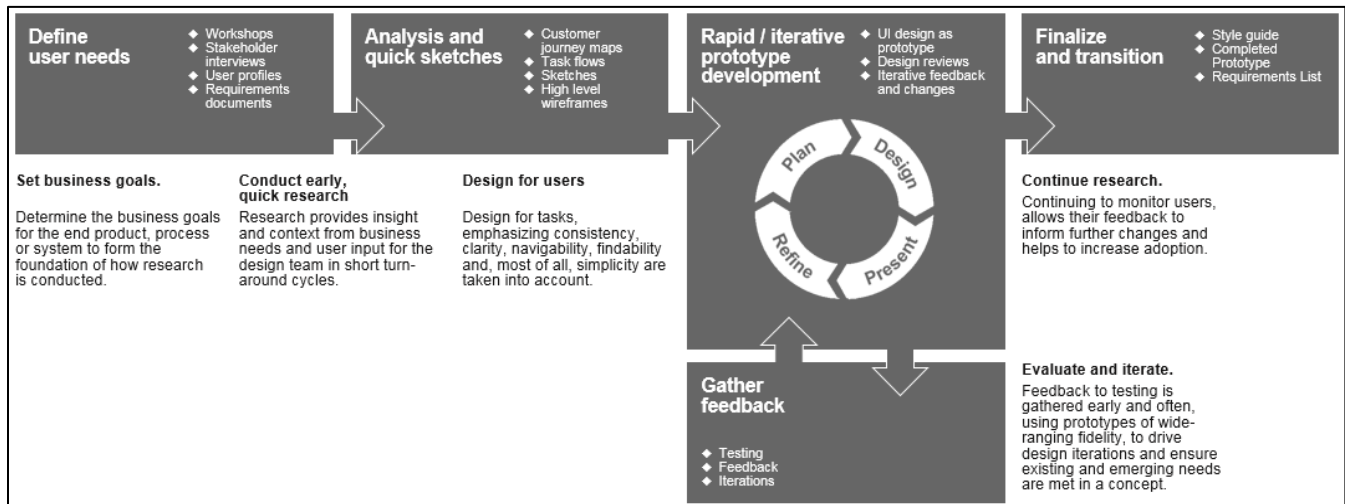 Define
user needs
◆ Workshops
◆ Stakeholder
interviews
◆ User profiles
◆ Requirements
documents
Analysis and
quick sketches
◆ Customer
journey maps
◆ Task flows
◆ Sketches
◆ High level
wireframes
Rapid / iterative
prototype
development
◆ UI design as
prototype
◆ Design reviews
◆ Iterative feedback
and changes
Finalize
and transition
◆ Style guide
◆ Completed
Prototype
◆ Requirements List
Plan
Design
Present
Refine
Set business goals.
Determine the business goals
for the end product, process
or system to form the
foundation of how research
is conducted.
Conduct early,
quick research
Research provides insight
and context from business
needs and user input for the
design team in short turn-
around cycles.
Design for users
Design for tasks,
emphasizing consistency,
clarity, navigability, findability
and, most of all, simplicity are
taken into account.
Continue research.
Continuing to monitor users,
allows their feedback to
inform further changes and
helps to increase adoption.
Gather
feedback
◆ Testing
◆ Feedback
◆ Iterations
Evaluate and iterate.
Feedback to testing is
gathered early and often,
using prototypes of wide-
ranging fidelity, to drive
design iterations and ensure
existing and emerging needs
are met in a concept.